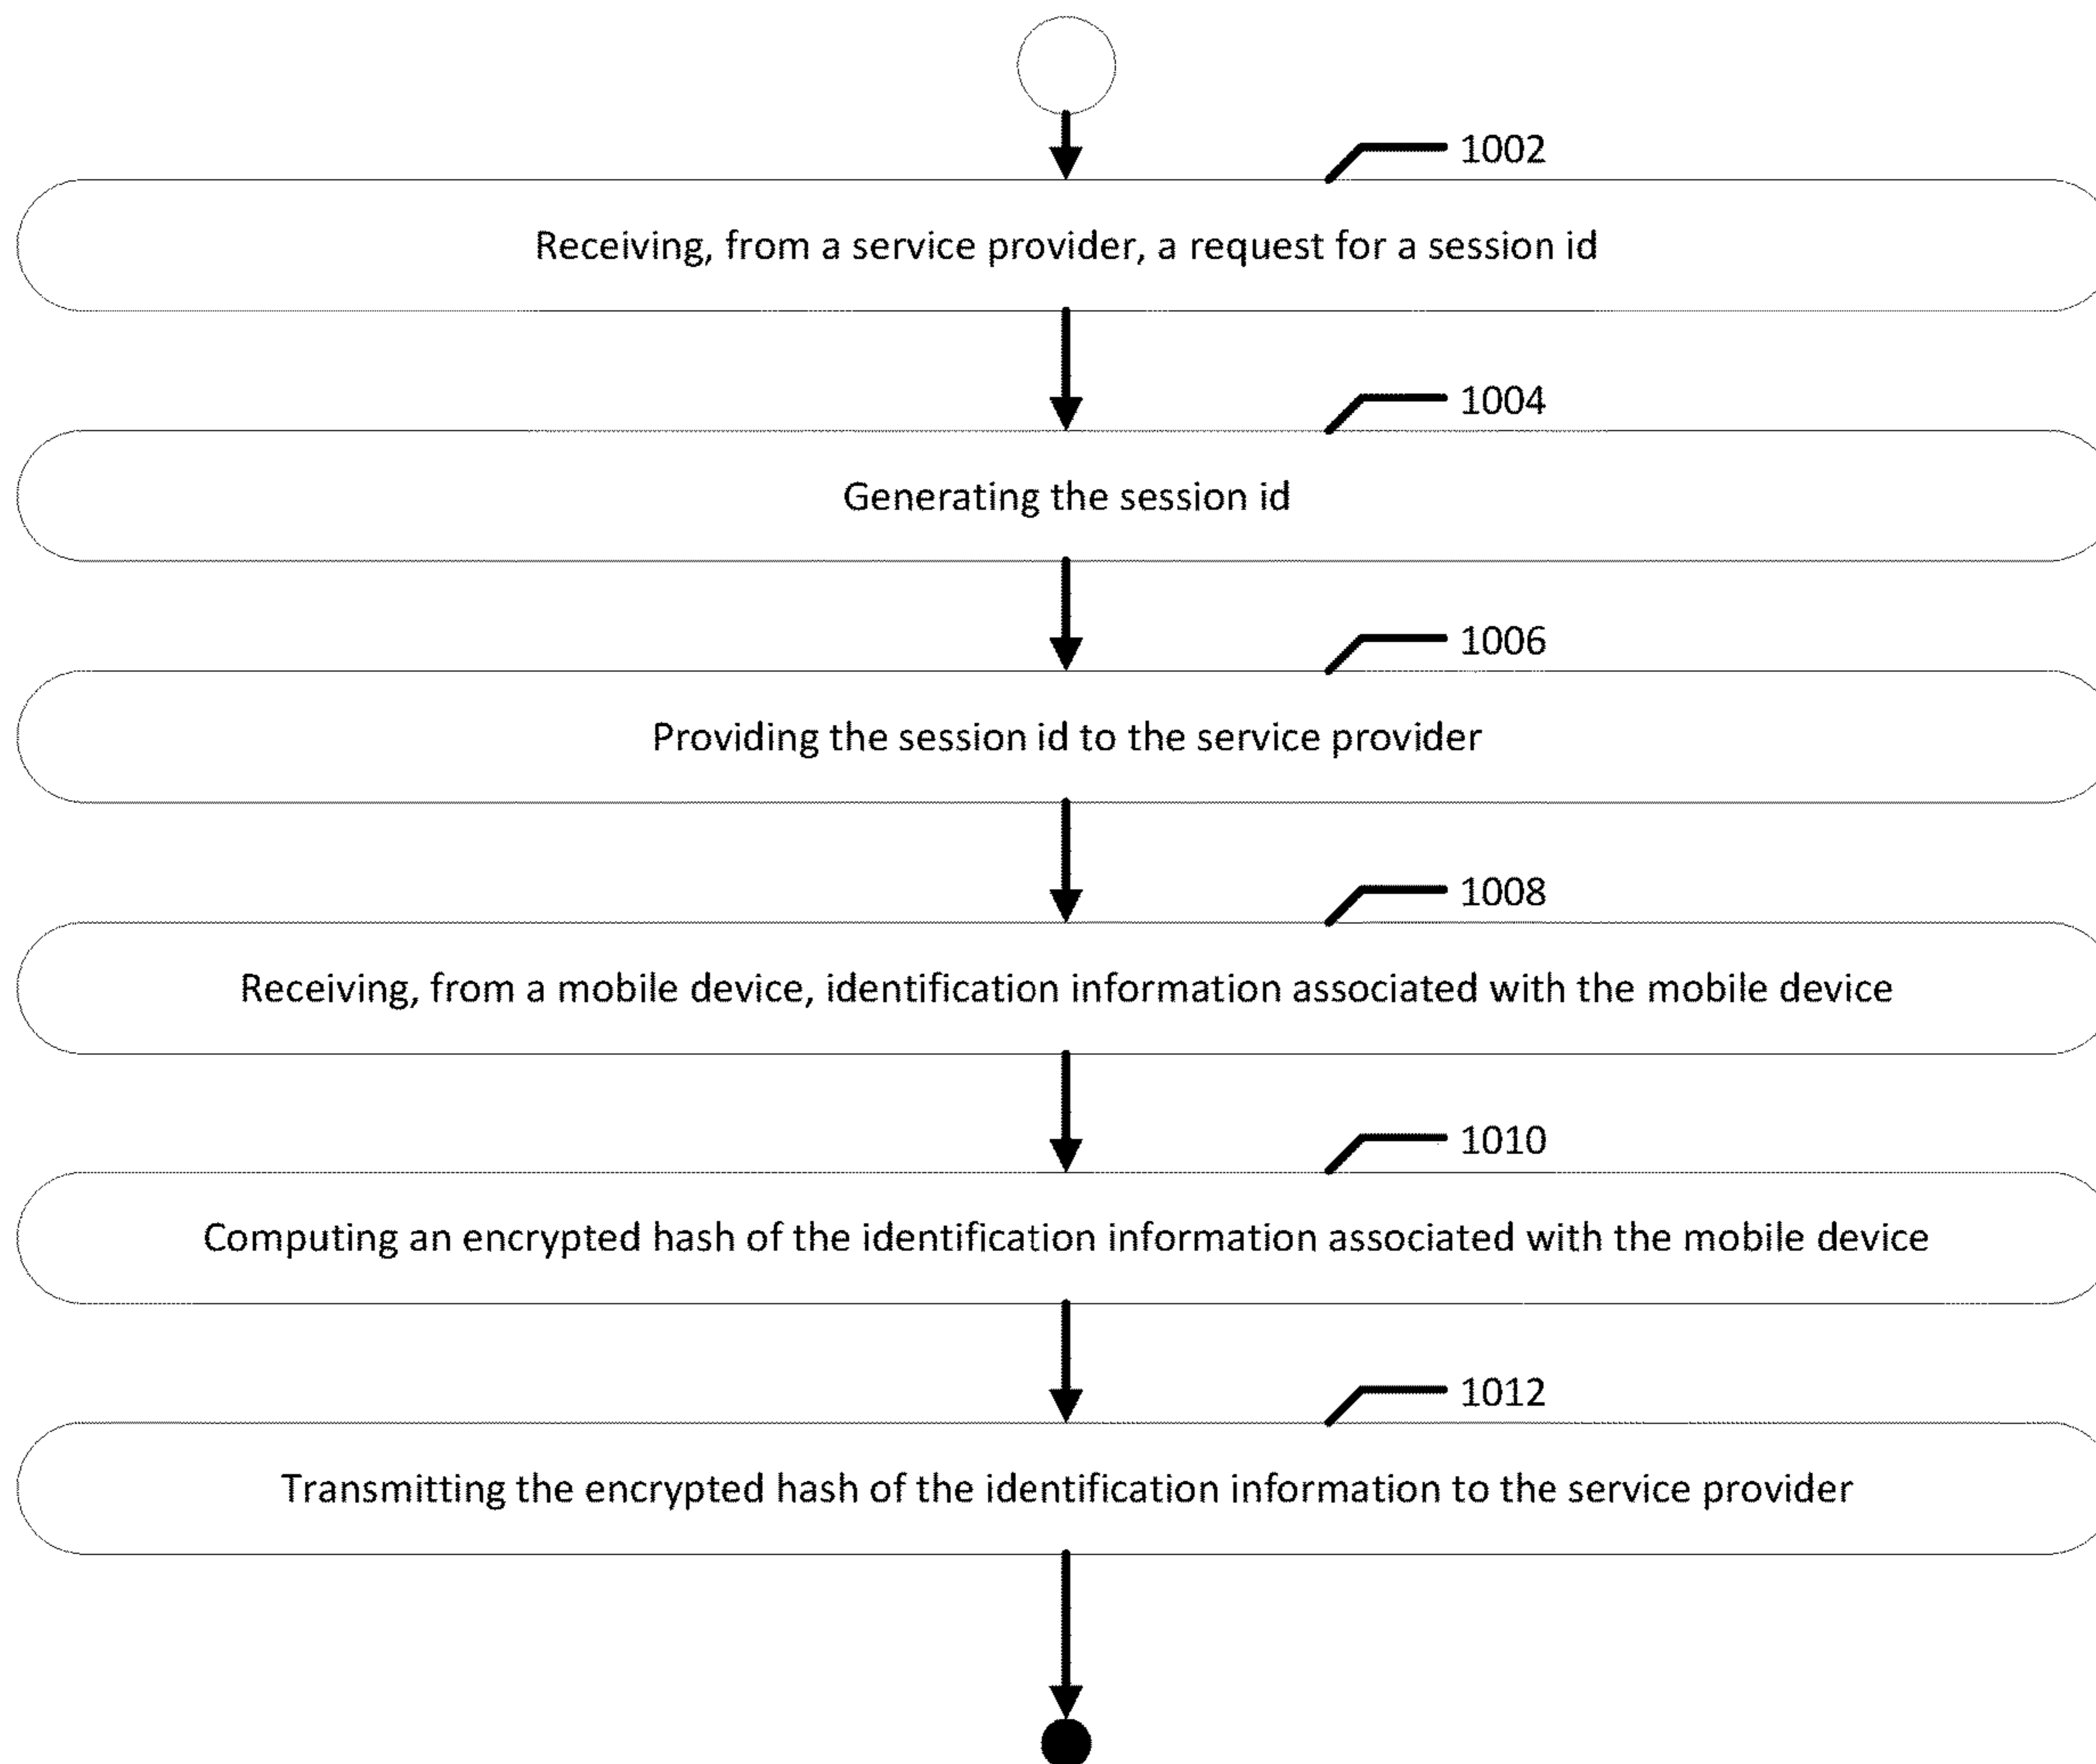 1002
Receiving, from a service provider, a request for a session id
1004
Generating the session id
1006
Providing the session id to the service provider
1008
Receiving, from a mobile device, identification information associated with the mobile device
1010
Computing an encrypted hash of the identification information associated with the mobile device
1012
Transmitting the encrypted hash of the identification information to the service provider